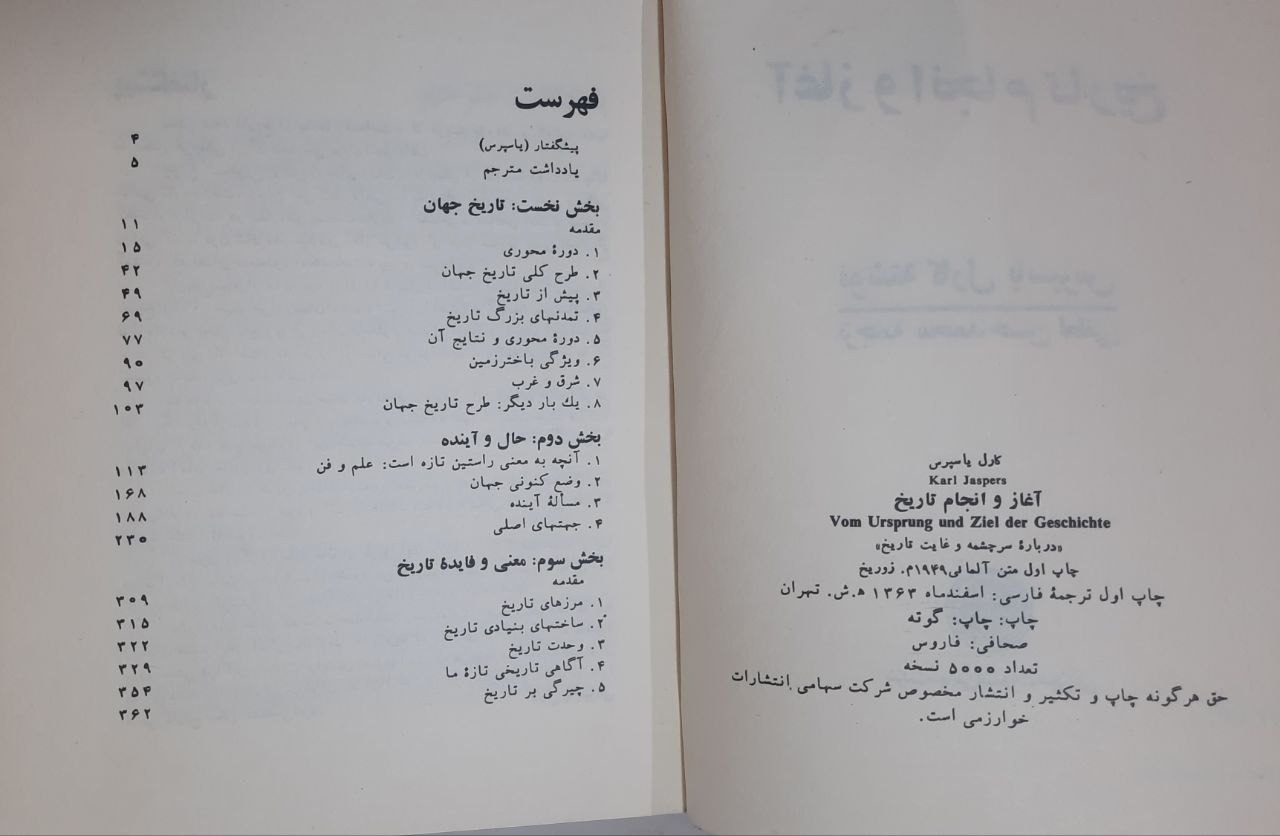 کارل یاسپرس
Karl Jaspers
آغاز و انجام تاریخ
Vom Ursprung und Ziel der Geschichte
«دربارهٔ سرچشمه و غایت تاریخ»
چاپ اول متن آلمانی ۱۹۴۹م. زوریخ
چاپ اول ترجمهٔ فارسی: اسفندماه ۱۳۶۳ ه.ش. تهران
چاپ: چاپ: گوته
صحافی: فاروس
تعداد ۵۰۰۰ نسخه
حق هرگونه چاپ و تکثیر و انتشار مخصوص شرکت سهامی انتشارات
خوارزمی است.
فهرست
پیشگفتار (یاسپرس) ۴
یادداشت مترجم ۵
بخش نخست: تاریخ جهان
مقدمه ۱۱
۱. دورهٔ محوری ۱۵
۲. طرح کلی تاریخ جهان ۴۲
۳. پیش از تاریخ ۴۹
۴. تمدنهای بزرگ تاریخ ۶۹
۵. دورهٔ محوری و نتایج آن ۷۷
۶. ویژگی باخترزمین ۹۰
۷. شرق و غرب ۹۷
۸. یك بار دیگر: طرح تاریخ جهان ۱۰۳
بخش دوم: حال و آینده
۱. آنچه به معنی راستین تازه است: علم و فن ۱۱۳
۲. وضع کنونی جهان ۱۶۸
۳. مسألهٔ آینده ۱۸۸
۴. جهتهای اصلی ۲۳۰
بخش سوم: معنی و فایدهٔ تاریخ
مقدمه ۳۰۹
۱. مرزهای تاریخ ۳۱۵
۲. ساختهای بنیادی تاریخ ۳۲۲
۳. وحدت تاریخ ۳۲۹
۴. آگاهی تاریخی تازهٔ ما ۳۵۴
۵. چیرگی بر تاریخ ۳۶۲